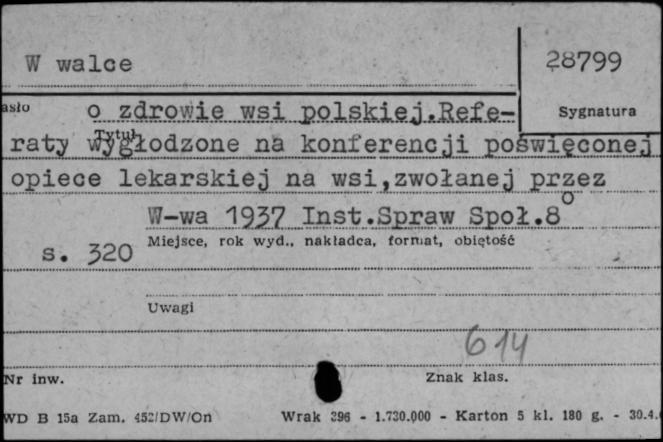 W walce
28799
asło
o zdrowie wsi polskiej.Refe-
Sygnatura
Tytuł
raty wygłodzone na konferencji poświęconej
opiece lekarskiej na wsi,zwołanej przez
W-wa 1937 Inst.Spraw Społ.8°
s. 320
Miejsce, rok wyd., nakładca, format, objętość
Uwagi
614
Nr inw.
Znak klas.
WD B 15a Zam. 452/DW/On Wrak 396 - 1.730.000 - Karton 5 kl. 180 g. - 30.4.